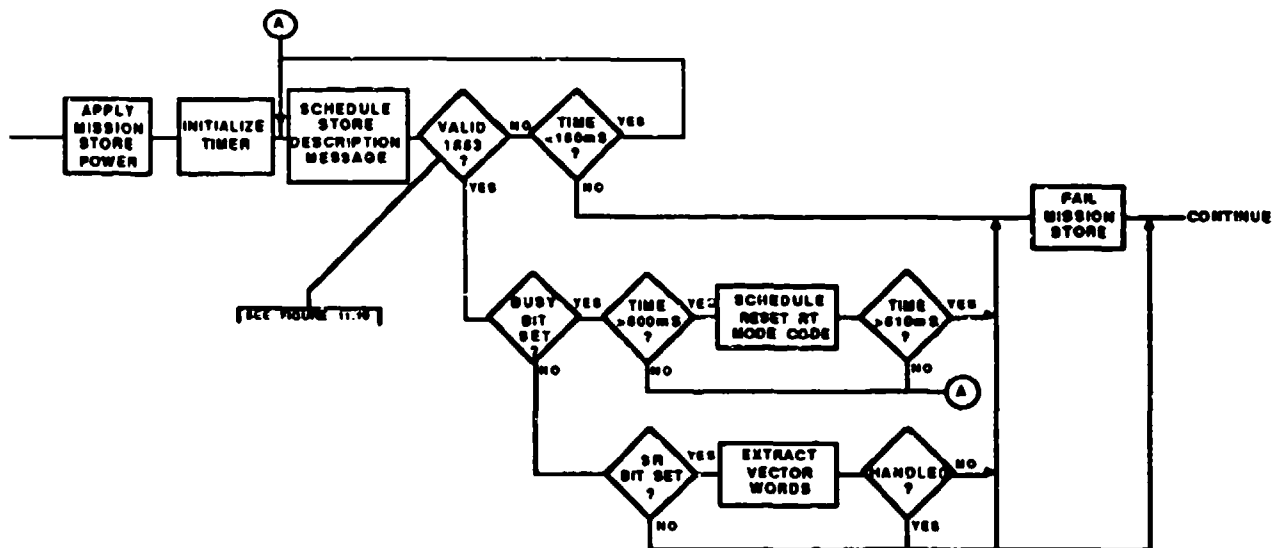 A
APPLY
MISSION
STORE
POWER
INITIALIZE
TIMER
SCHEDULE
STORE
DESCRIPTION
MESSAGE
VALID
1553
?
NO
TIME
<150mS
?
YES
YES
NO
FAIL
MISSION
STORE
CONTINUE
SEE FIGURE 11.10
BUSY
BIT
SET
?
YES
TIME
>500mS
?
YES
SCHEDULE
RESET RT
MODE CODE
TIME
>510mS
?
YES
NO
NO
NO
A
SR
BIT SET
?
YES
EXTRACT
VECTOR
WORDS
HANDLED
?
NO
NO
YES